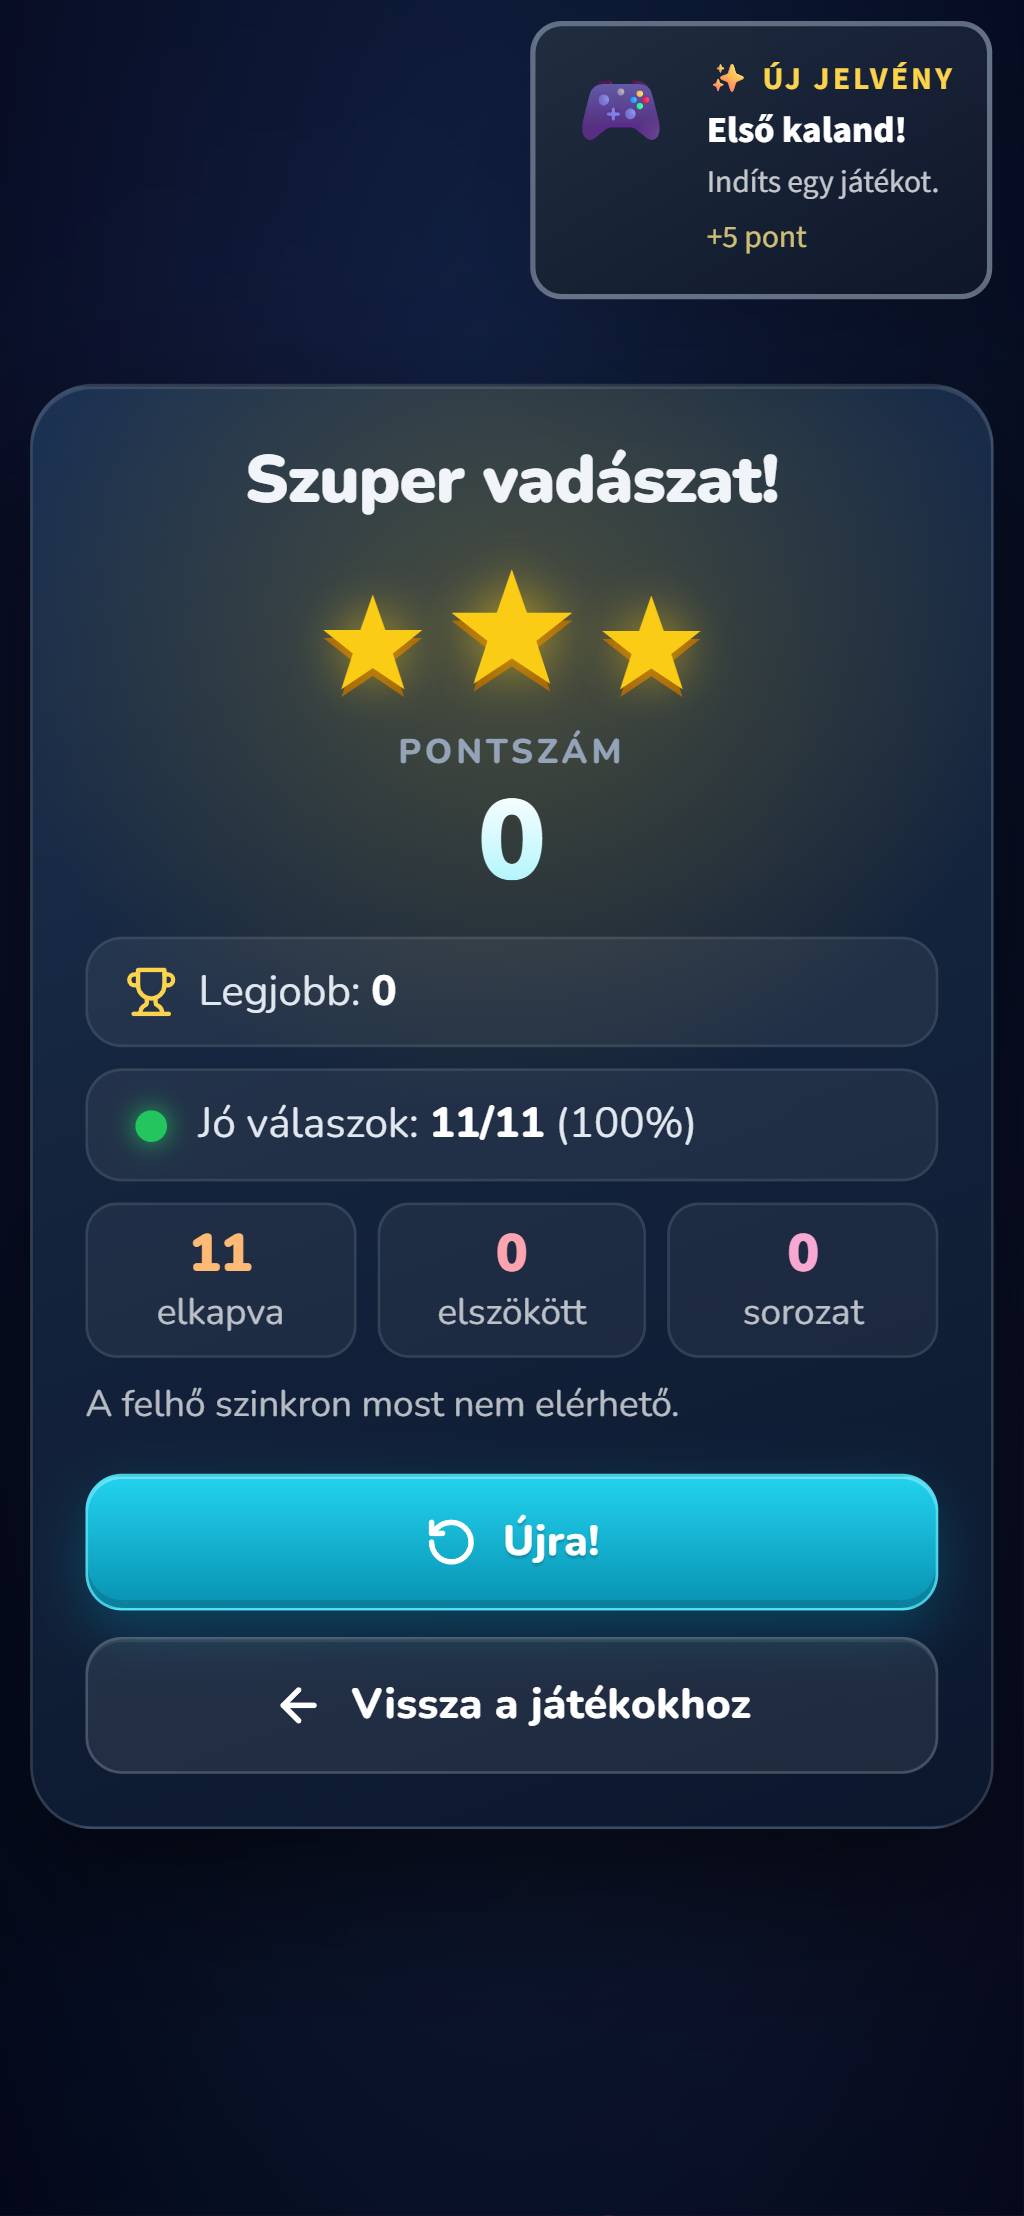 ✨ ÚJ JELVÉNY
Első kaland!
Indíts egy játékot.
+5 pont
Szuper vadászat!
PONTSZÁM
0
Legjobb: 0
Jó válaszok: 11/11 (100%)
11
elkapva
0
elszökött
0
sorozat
A felhő szinkron most nem elérhető.
Újra!
Vissza a játékokhoz